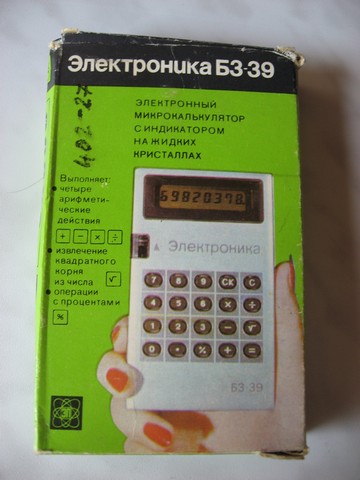 Электроника Б3-39
402-27
ЭЛЕКТРОННЫЙ
МИКРОКАЛЬКУЛЯТОР
С ИНДИКАТОРОМ
НА ЖИДКИХ
КРИСТАЛЛАХ
Выполняет:
• четыре
арифмети-
ческие
действия
+ − × ÷
• извлечение
квадратного
корня
из числа √
• операции
с процентами
%
69820378.
Электроника
7 8 9 СК С
4 5 6 × ÷
1 2 3 − √
0 • % + =
Б3-39
ЭП